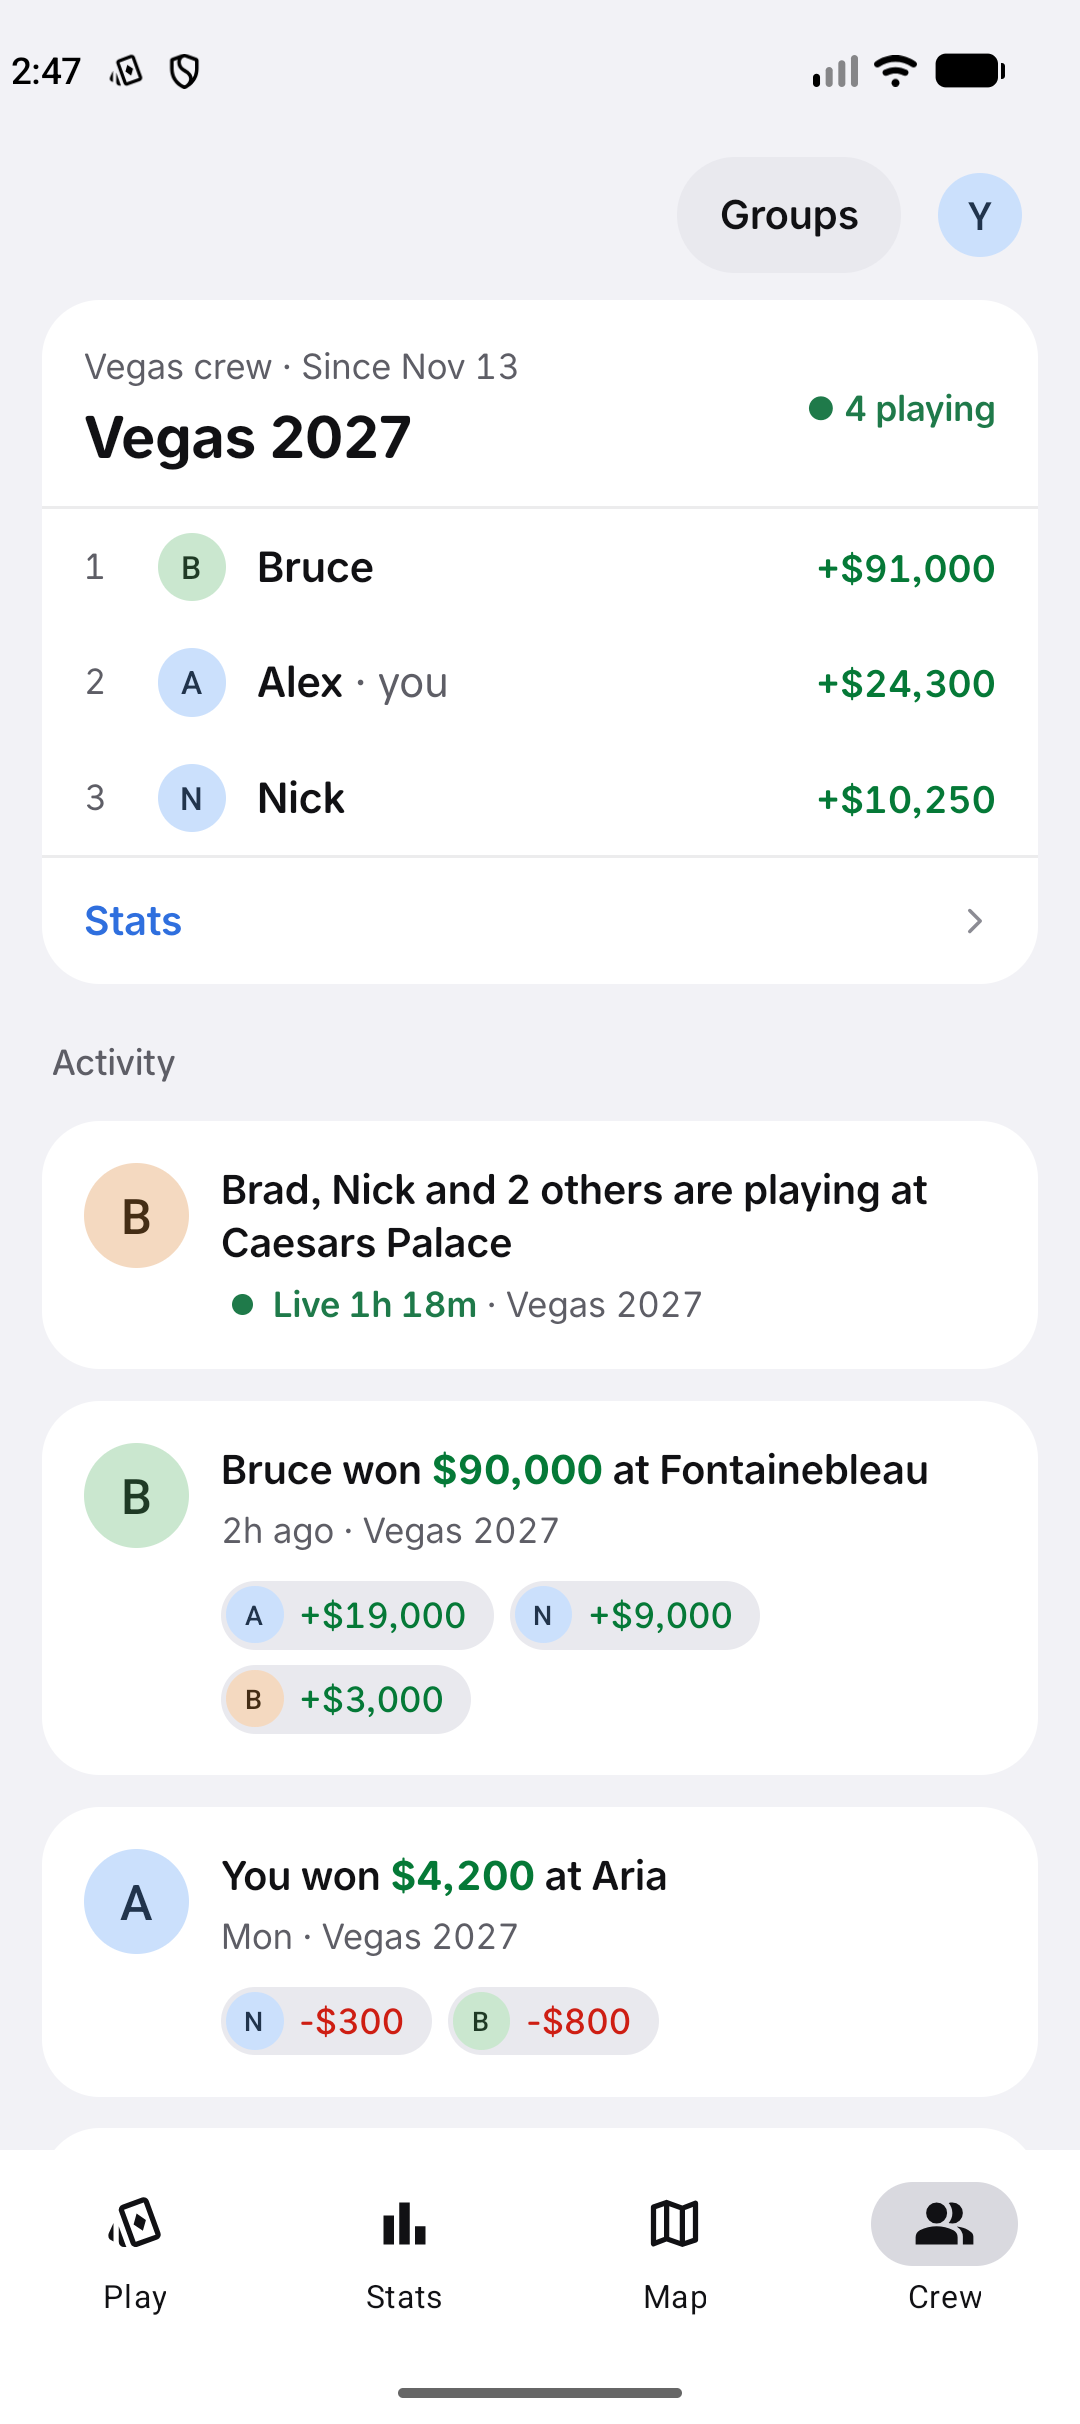 2:47
Groups
Y
Vegas crew · Since Nov 13
Vegas 2027
4 playing
1 B Bruce +$91,000
2 A Alex · you +$24,300
3 N Nick +$10,250
Stats
Activity
B
Brad, Nick and 2 others are playing at
Caesars Palace
Live 1h 18m · Vegas 2027
B
Bruce won $90,000 at Fontainebleau
2h ago · Vegas 2027
A +$19,000 N +$9,000
B +$3,000
A
You won $4,200 at Aria
Mon · Vegas 2027
N -$300 B -$800
Play Stats Map Crew